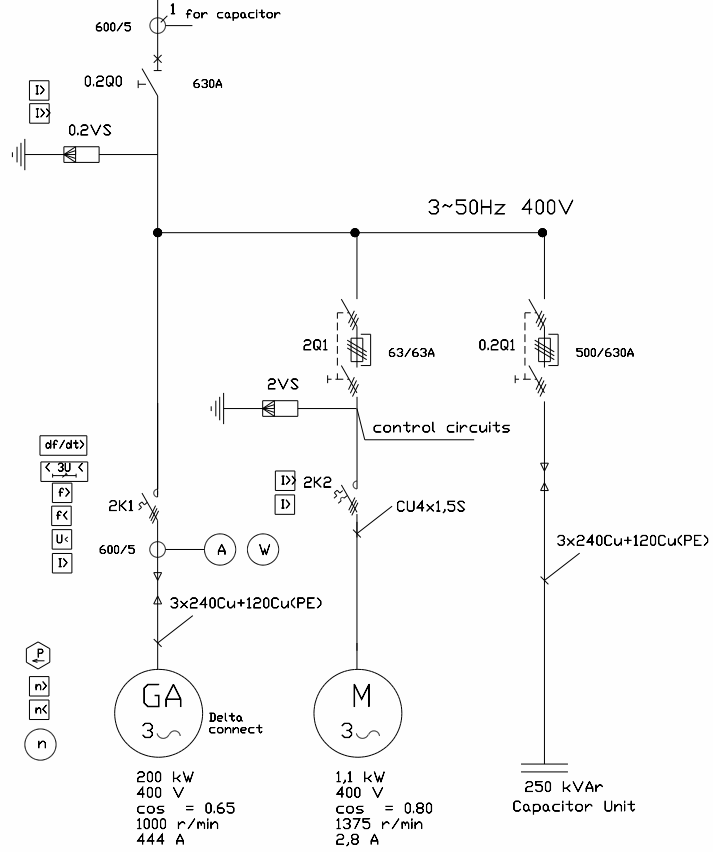 1 for capacitor
600/5
0.2Q0
630A
I>
I>>
0.2VS
3~50Hz 400V
2Q1
63/63A
0.2Q1
500/630A
2VS
control circuits
df/dt>
< 3U <
f>
f<
U<
I>
2K1
I>>
I>
2K2
CU4x1,5S
600/5
A
W
3x240Cu+120Cu(PE)
3x240Cu+120Cu(PE)
P
n>
n<
n
GA
3~
Delta
connect
M
3~
200 kW
400 V
cos = 0.65
1000 r/min
444 A
1,1 kW
400 V
cos = 0.80
1375 r/min
2,8 A
250 kVAr
Capacitor Unit